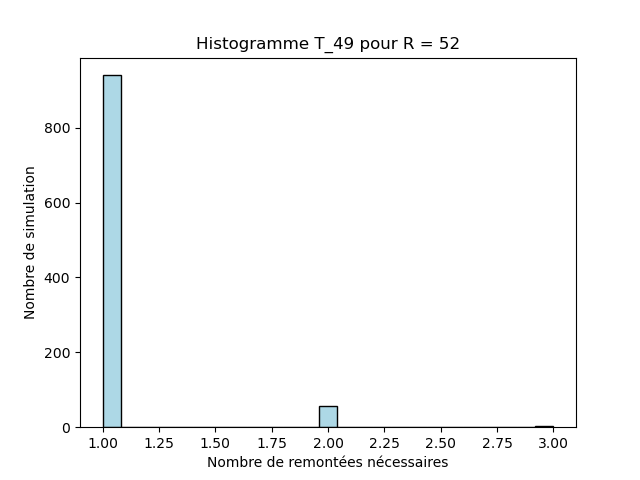 Histogramme T_49 pour R = 52
Nombre de simulation
800
600
400
200
0
1.00 1.25 1.50 1.75 2.00 2.25 2.50 2.75 3.00
Nombre de remontées nécessaires